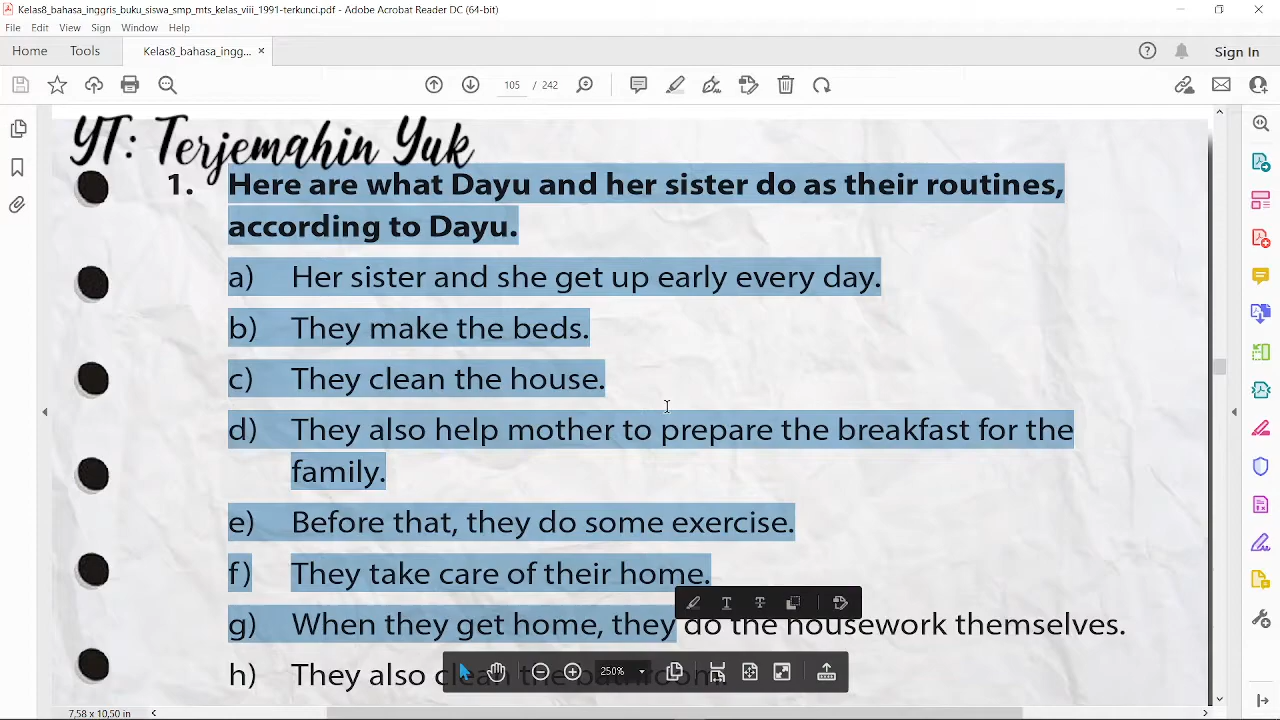 Kelas8_bahasa_inggris_buku_siswa_smp_mts_kelas_viii_1991-terkunci.pdf - Adobe Acrobat Reader DC (64-bit)
File Edit View Sign Window Help
Home Tools Kelas8_bahasa_ingg... × Sign In
105 / 242
YT: Terjemahin Yuk
1. Here are what Dayu and her sister do as their routines,
according to Dayu.
a) Her sister and she get up early every day.
b) They make the beds.
c) They clean the house.
d) They also help mother to prepare the breakfast for the
family.
e) Before that, they do some exercise.
f) They take care of their home.
g) When they get home, they do the housework themselves.
h) They also clean the bathroom.
250%
7,58 x 10,50 in